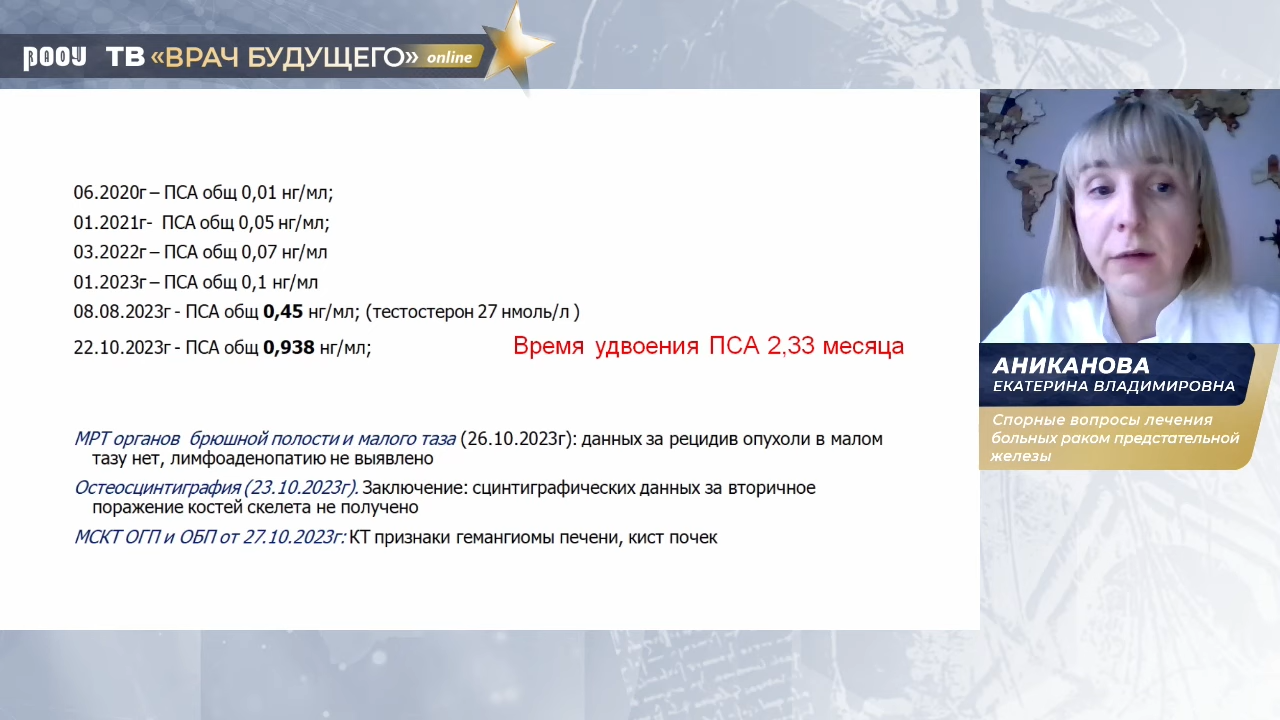 РООУ ТВ «ВРАЧ БУДУЩЕГО» online
06.2020г – ПСА общ 0,01 нг/мл;
01.2021г-  ПСА общ 0,05 нг/мл;
03.2022г – ПСА общ 0,07 нг/мл
01.2023г – ПСА общ 0,1 нг/мл
08.08.2023г - ПСА общ 0,45 нг/мл; (тестостерон 27 нмоль/л )
22.10.2023г - ПСА общ 0,938 нг/мл;
Время удвоения ПСА 2,33 месяца
МРТ органов  брюшной полости и малого таза (26.10.2023г): данных за рецидив опухоли в малом
тазу нет, лимфоаденопатию не выявлено
Остеосцинтиграфия (23.10.2023г). Заключение: сцинтиграфических данных за вторичное
поражение костей скелета не получено
МСКТ ОГП и ОБП от 27.10.2023г: КТ признаки гемангиомы печени, кист почек
АНИКАНОВА
ЕКАТЕРИНА ВЛАДИМИРОВНА
Спорные вопросы лечения
больных раком предстательной
железы